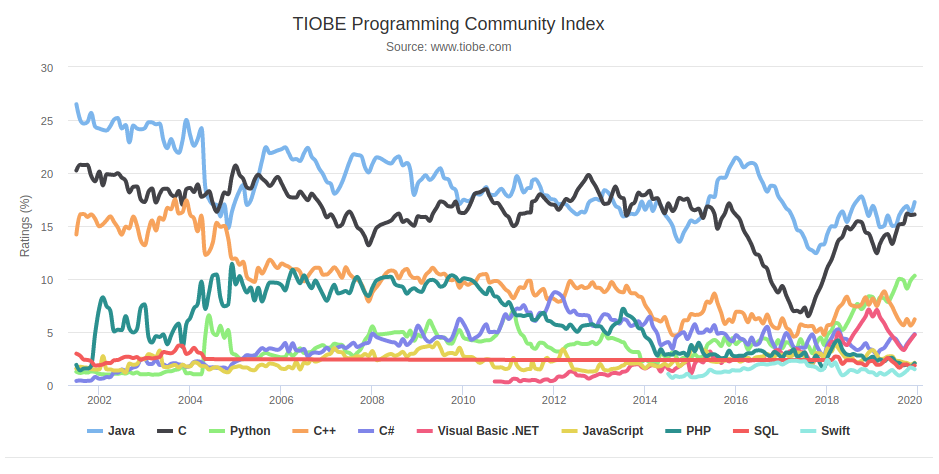 TIOBE Programming Community Index
Source: www.tiobe.com
Ratings (%)
30
25
20
15
10
5
0
2002 2004 2006 2008 2010 2012 2014 2016 2018 2020
Java C Python C++ C# Visual Basic .NET JavaScript PHP SQL Swift